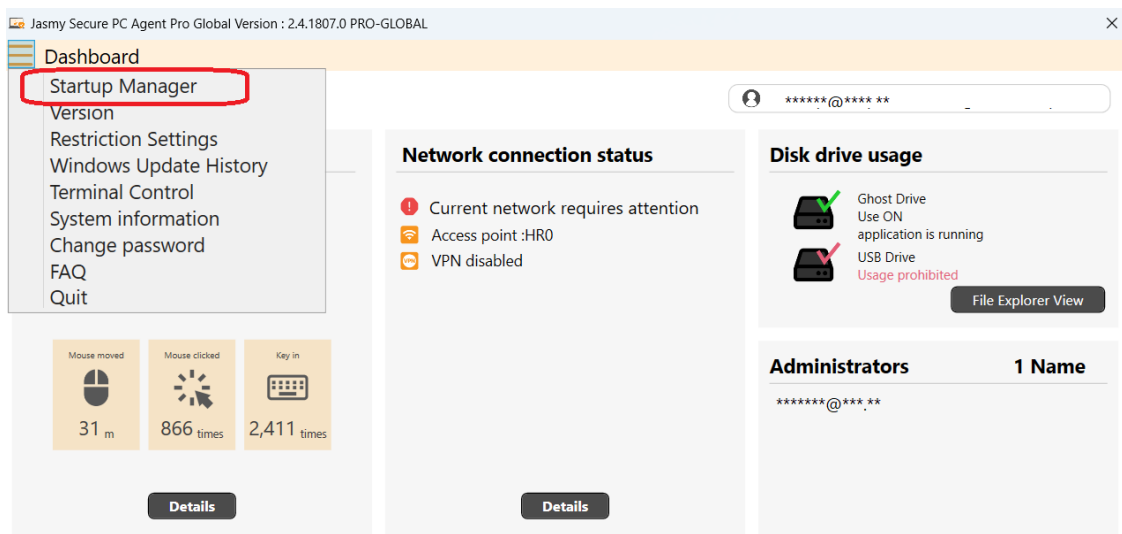 Jasmy Secure PC Agent Pro Global Version : 2.4.1807.0 PRO-GLOBAL
Dashboard
Startup Manager
Version
Restriction Settings
Windows Update History
Terminal Control
System information
Change password
FAQ
Quit
******@****.**
Mouse moved
31 m
Mouse clicked
866 times
Key in
2,411 times
Details
Network connection status
Current network requires attention
Access point :HR0
VPN
VPN disabled
Details
Disk drive usage
Ghost Drive
Use ON
application is running
USB Drive
Usage prohibited
File Explorer View
Administrators 1 Name
*******@***.**